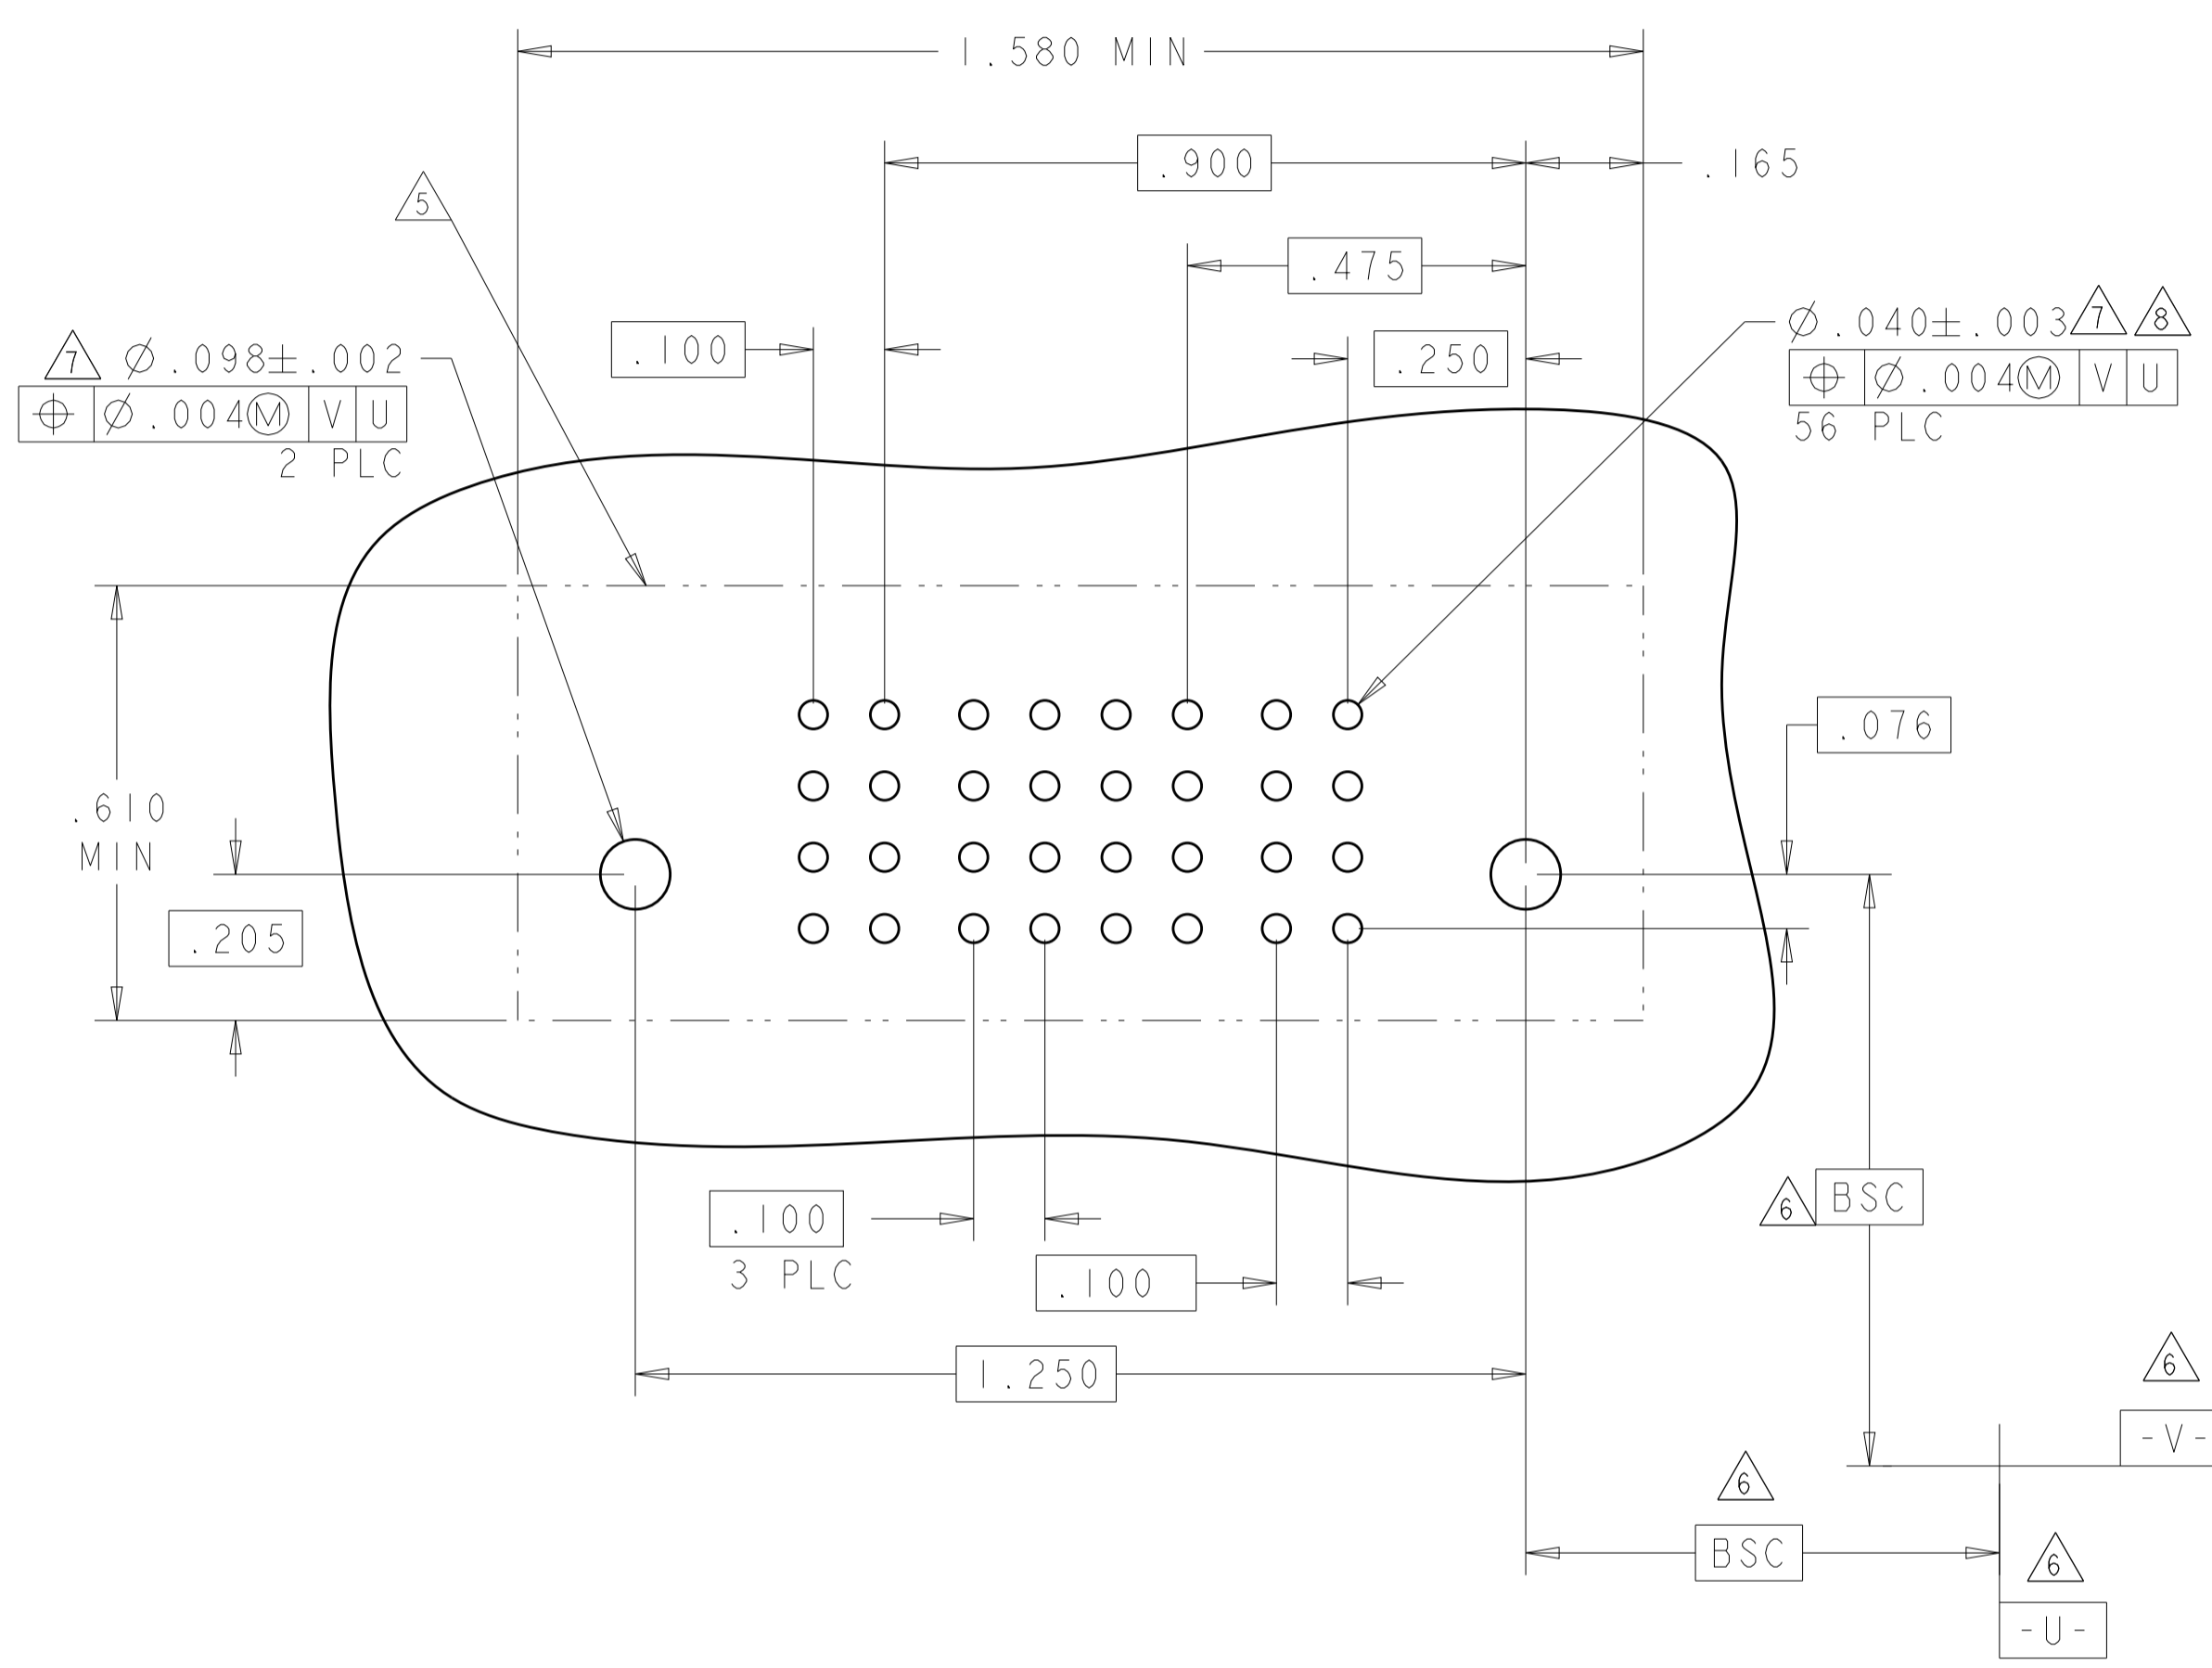 1.580 MIN
.900
.165
5
.475
.100
.250
7 ⌀.098±.002
⌖ ⌀.004Ⓜ V U
2 PLC
⌀.040±.003 7 8
⌖ ⌀.004Ⓜ V U
56 PLC
.076
.610
MIN
.205
6 BSC
.100
3 PLC
.100
1.250
6
-V-
6
BSC
6
-U-